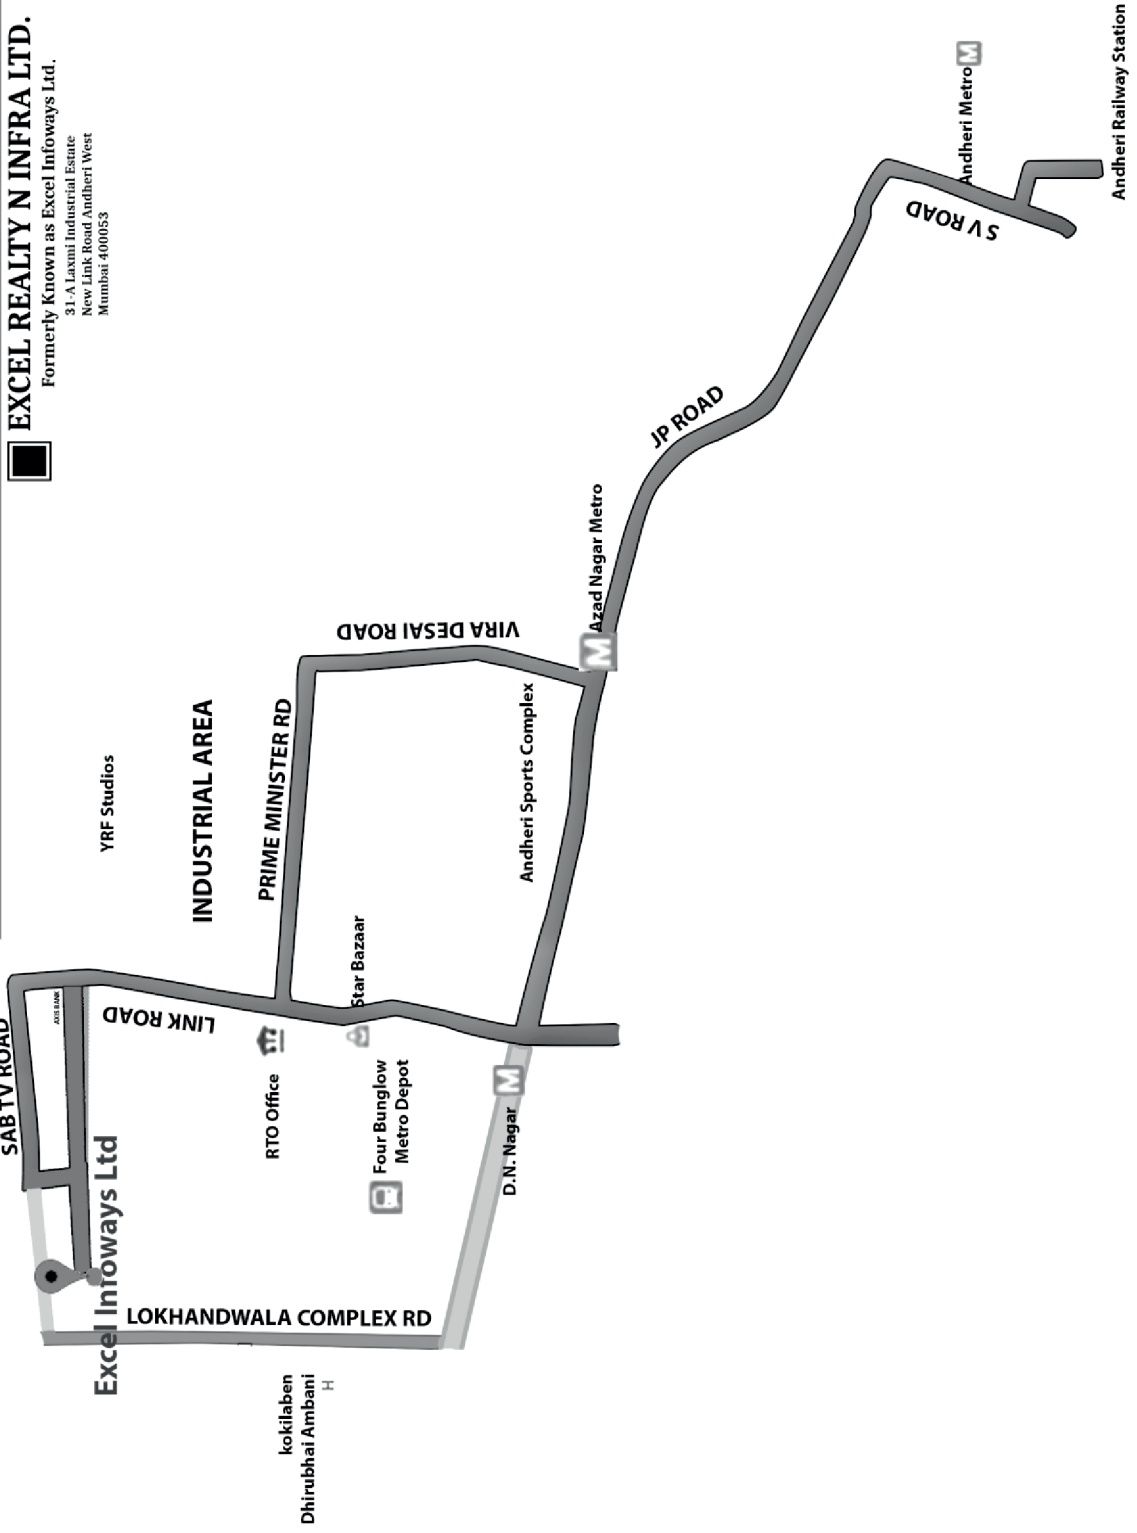 EXCEL REALTY N INFRA LTD.
Formerly Known as Excel Infoways Ltd.
31-A Laxmi Industrial Estate
New Link Road Andheri West
Mumbai 400053
SAB TV ROAD
AXIS BANK
Excel Infoways Ltd
LINK ROAD
YRF Studios
INDUSTRIAL AREA
PRIME MINISTER RD
VIRA DESAI ROAD
RTO Office
Star Bazaar
Four Bunglow
Metro Depot
LOKHANDWALA COMPLEX RD
kokilaben
Dhirubhai Ambani
H
M
D.N. Nagar
Andheri Sports Complex
M
Azad Nagar Metro
JP ROAD
S V ROAD
Andheri Metro
M
Andheri Railway Station